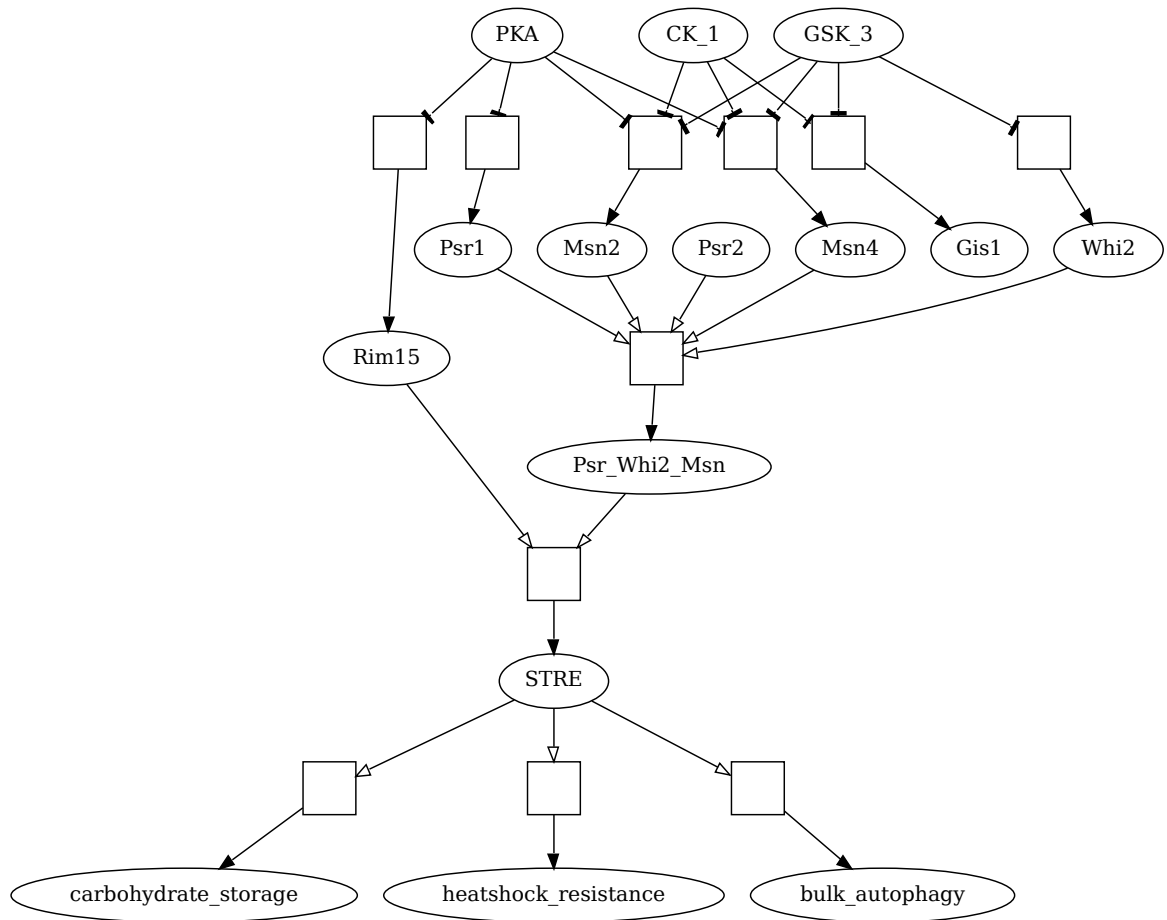 PKA
CK_1
GSK_3
Psr1
Msn2
Psr2
Msn4
Gis1
Whi2
Rim15
Psr_Whi2_Msn
STRE
carbohydrate_storage
heatshock_resistance
bulk_autophagy